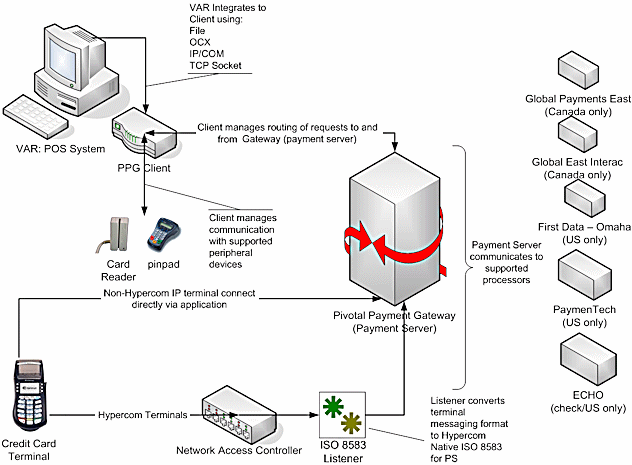 VAR Integrates to
Client using:
File
OCX
IP/COM
TCP Socket
VAR: POS System
PPG Client
Client manages routing of requests to and
from Gateway (payment server)
Client manages
communication
with supported
peripheral
devices
Card
Reader
pinpad
Non-Hypercom IP terminal connect
directly via application
Pivotal Payment Gateway
(Payment Server)
Payment Server
communicates to
supported
processors
Global Payments East
(Canada only)
Global East Interac
(Canada only)
First Data – Omaha
(US only)
PaymenTech
(US only)
ECHO
(check/US only)
Credit Card
Terminal
Hypercom Terminals
Network Access Controller
ISO 8583
Listener
Listener converts
terminal
messaging format
to Hypercom
Native ISO 8583
for PS